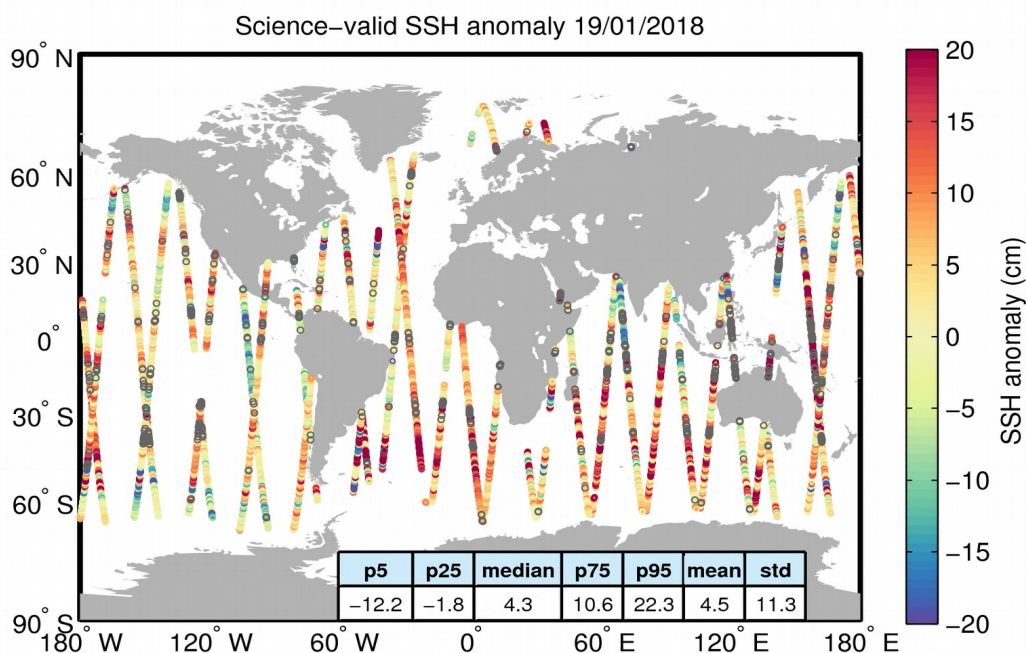 Science−valid SSH anomaly 19/01/2018
90° N
60° N
30° N
0°
30° S
60° S
90° S
180° W
120° W
60° W
0°
60° E
120° E
180° E
p5 p25 median p75 p95 mean std
−12.2 −1.8 4.3 10.6 22.3 4.5 11.3
20
15
10
5
0
−5
−10
−15
−20
SSH anomaly (cm)